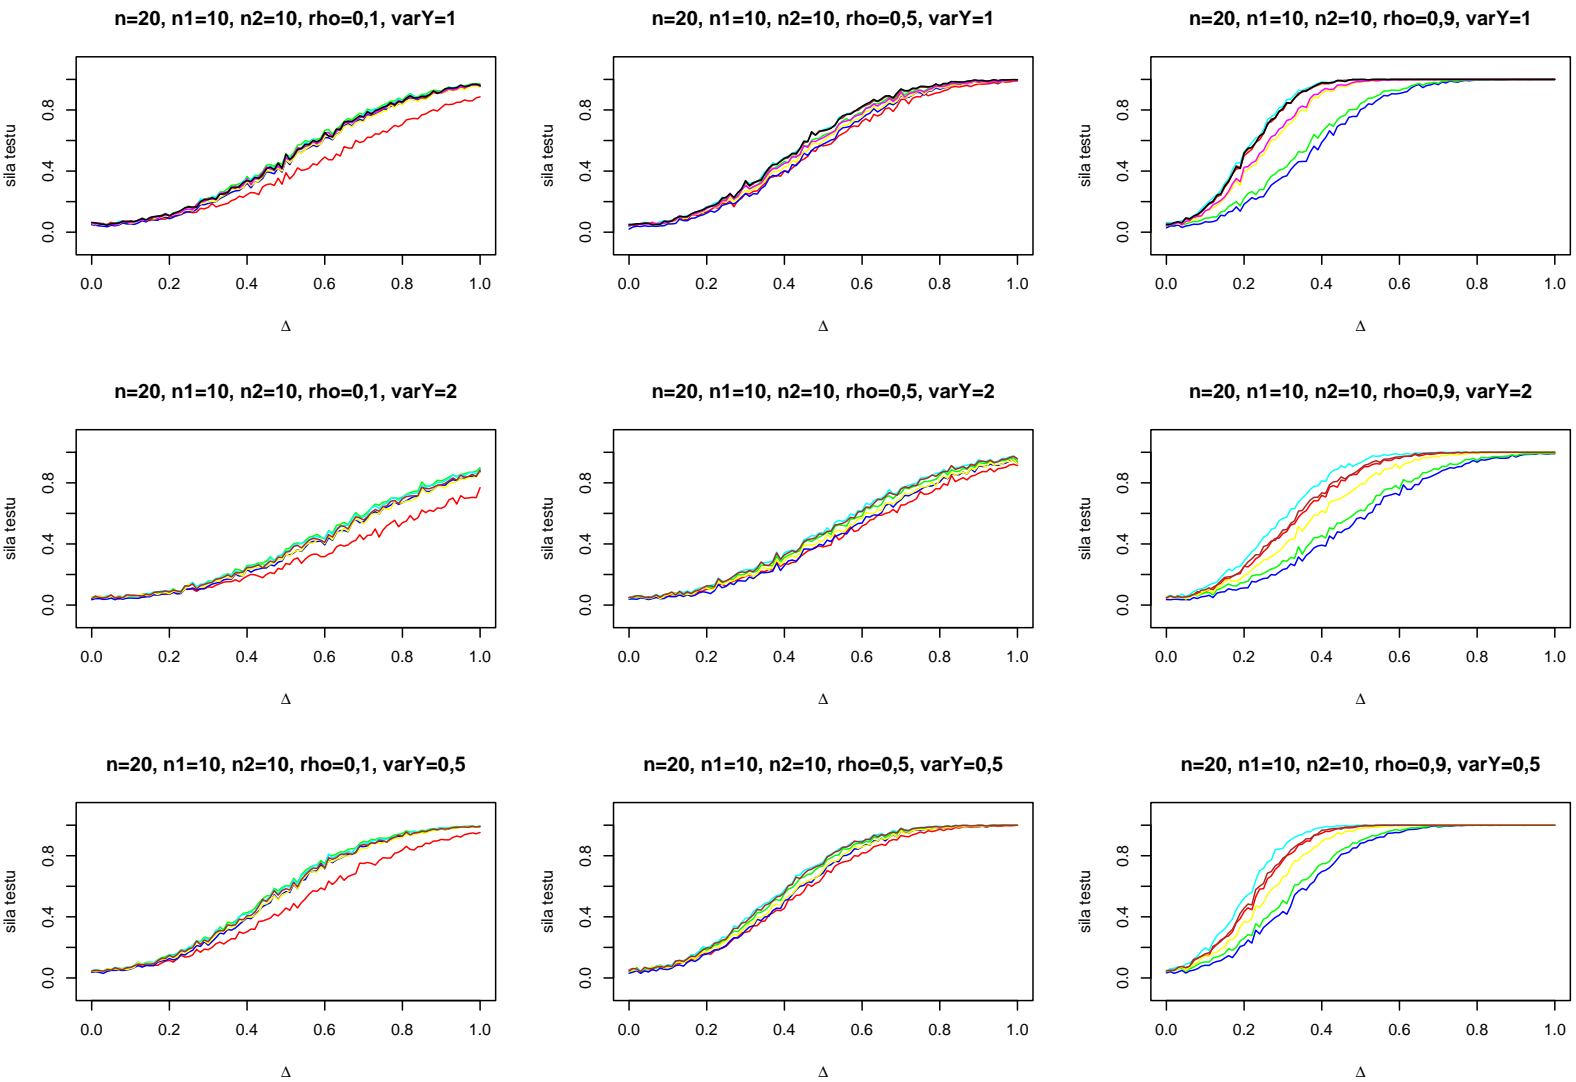 n=20, n1=10, n2=10, rho=0,1, varY=1
n=20, n1=10, n2=10, rho=0,5, varY=1
n=20, n1=10, n2=10, rho=0,9, varY=1
sila testu
0.0 0.4 0.8
0.0 0.2 0.4 0.6 0.8 1.0
Δ
sila testu
0.0 0.4 0.8
0.0 0.2 0.4 0.6 0.8 1.0
Δ
sila testu
0.0 0.4 0.8
0.0 0.2 0.4 0.6 0.8 1.0
Δ
n=20, n1=10, n2=10, rho=0,1, varY=2
n=20, n1=10, n2=10, rho=0,5, varY=2
n=20, n1=10, n2=10, rho=0,9, varY=2
sila testu
0.0 0.4 0.8
0.0 0.2 0.4 0.6 0.8 1.0
Δ
sila testu
0.0 0.4 0.8
0.0 0.2 0.4 0.6 0.8 1.0
Δ
sila testu
0.0 0.4 0.8
0.0 0.2 0.4 0.6 0.8 1.0
Δ
n=20, n1=10, n2=10, rho=0,1, varY=0,5
n=20, n1=10, n2=10, rho=0,5, varY=0,5
n=20, n1=10, n2=10, rho=0,9, varY=0,5
sila testu
0.0 0.4 0.8
0.0 0.2 0.4 0.6 0.8 1.0
Δ
sila testu
0.0 0.4 0.8
0.0 0.2 0.4 0.6 0.8 1.0
Δ
sila testu
0.0 0.4 0.8
0.0 0.2 0.4 0.6 0.8 1.0
Δ